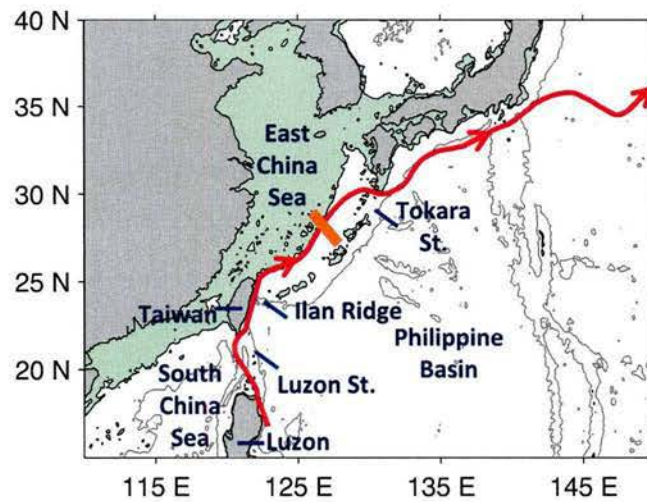 40 N
35 N
30 N
25 N
20 N
East
China
Sea
Tokara
St.
Taiwan
Ilan Ridge
Philippine
Basin
South
China
Sea
Luzon St.
Luzon
115 E
125 E
135 E
145 E